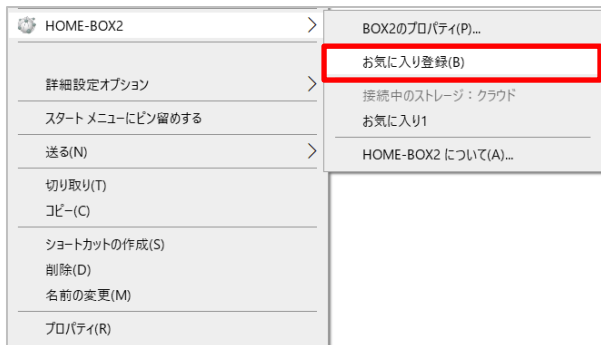 HOME-BOX2
詳細設定オプション
スタート メニューにピン留めする
送る(N)
切り取り(T)
コピー(C)
ショートカットの作成(S)
削除(D)
名前の変更(M)
プロパティ(R)
BOX2のプロパティ(P)...
お気に入り登録(B)
接続中のストレージ：クラウド
お気に入り1
HOME-BOX2 について(A)...